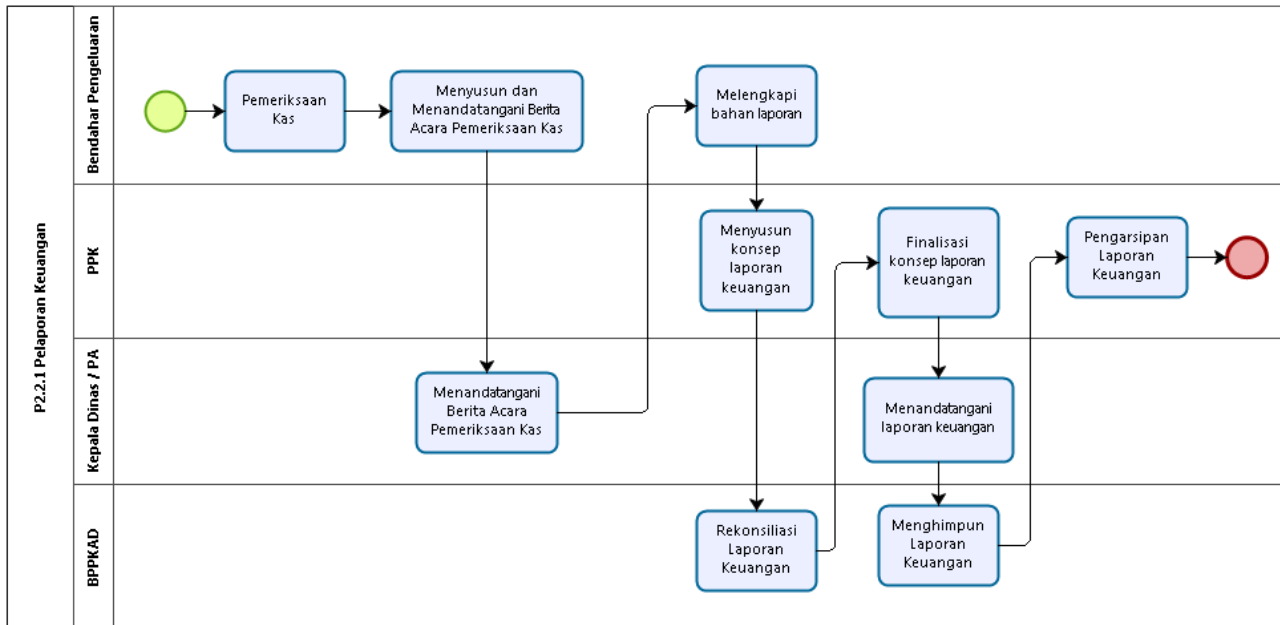 P2.2.1 Pelaporan Keuangan
Bendahar Pengeluaran
Pemeriksaan
Kas
Menyusun dan
Menandatangani Berita
Acara Pemeriksaan Kas
Melengkapi
bahan laporan
PPK
Menyusun
konsep
laporan
keuangan
Finalisasi
konsep laporan
keuangan
Pengarsipan
Laporan
Keuangan
Kepala Dinas / PA
Menandatangani
Berita Acara
Pemeriksaan Kas
Menandatangani
laporan keuangan
BPPKAD
Rekonsiliasi
Laporan
Keuangan
Menghimpun
Laporan
Keuangan